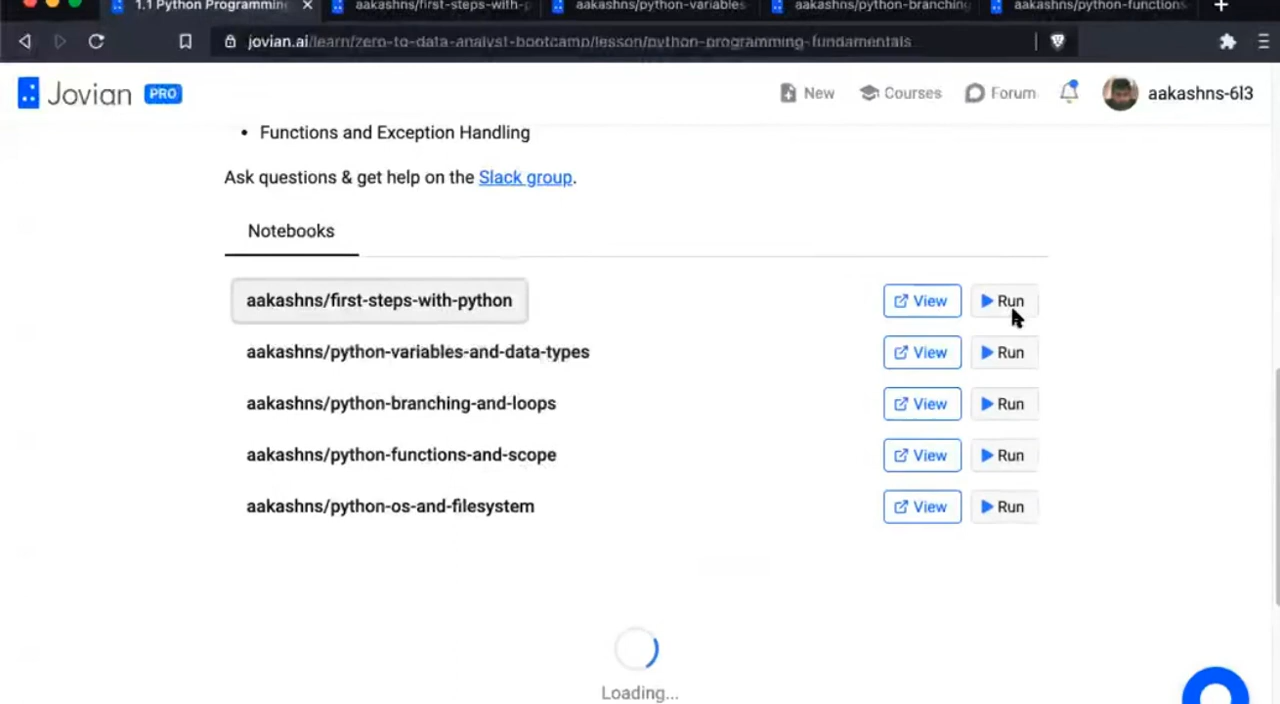 1.1 Python Programmin
aakashns/first-steps-with-p
aakashns/python-variables
aakashns/python-branching
aakashns/python-functions
jovian.ai/learn/zero-to-data-analyst-bootcamp/lesson/python-programming-fundamentals
Jovian PRO New Courses Forum aakashns-6l3
• Functions and Exception Handling
Ask questions & get help on the Slack group.
Notebooks
aakashns/first-steps-with-python View Run
aakashns/python-variables-and-data-types View Run
aakashns/python-branching-and-loops View Run
aakashns/python-functions-and-scope View Run
aakashns/python-os-and-filesystem View Run
Loading...